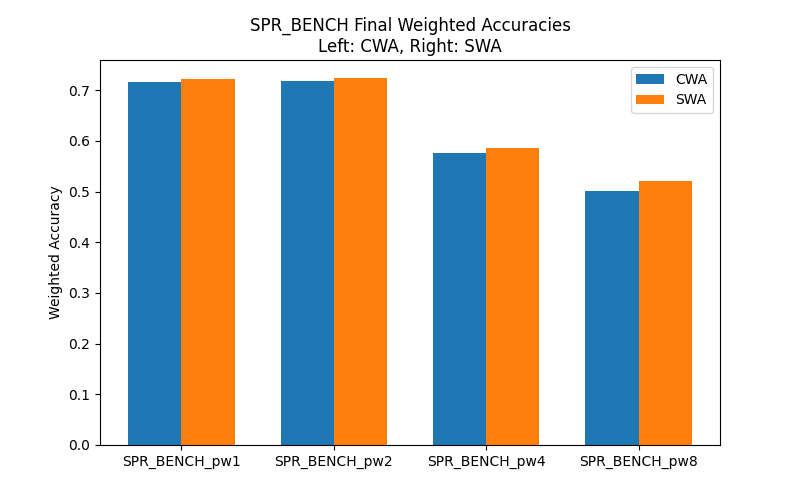 SPR_BENCH Final Weighted Accuracies
Left: CWA, Right: SWA
CWA
SWA
Weighted Accuracy
0.7
0.6
0.5
0.4
0.3
0.2
0.1
0.0
SPR_BENCH_pw1 SPR_BENCH_pw2 SPR_BENCH_pw4 SPR_BENCH_pw8